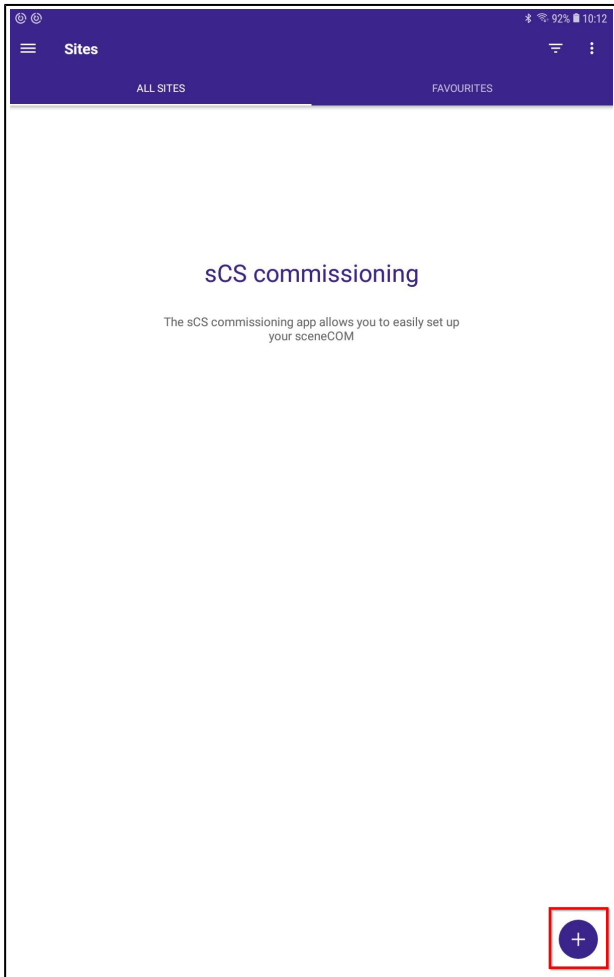 92% 10:12
Sites
ALL SITES FAVOURITES
sCS commissioning
The sCS commissioning app allows you to easily set up
your sceneCOM